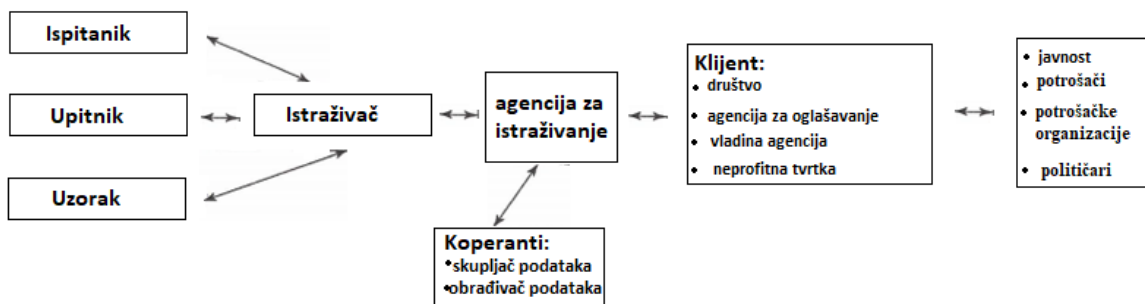 Ispitanik
Upitnik
Uzorak
Istraživač
agencija za
istraživanje
Koperanti:
•skupljač podataka
•obrađivač podataka
Klijent:
• društvo
• agencija za oglašavanje
• vladina agencija
• neprofitna tvrtka
• javnost
• potrošači
• potrošačke
organizacije
• političari